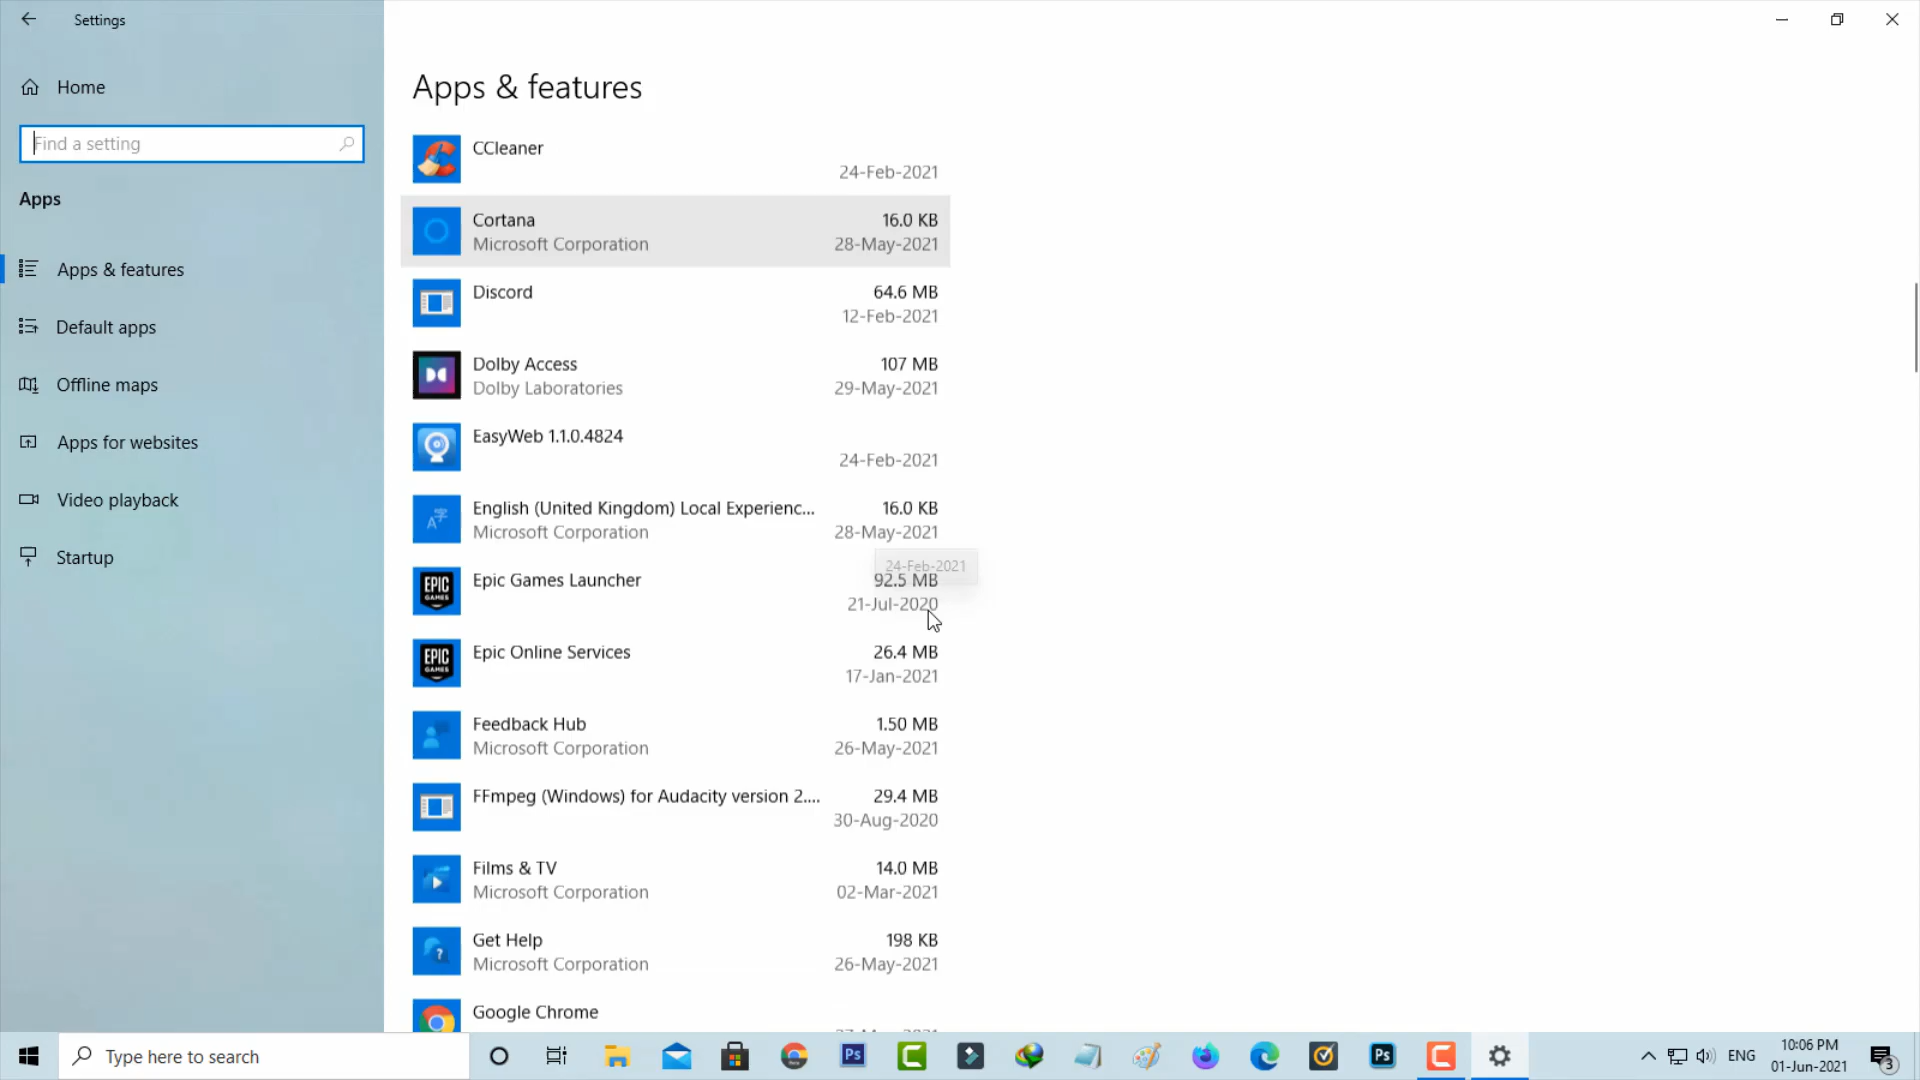 Settings
Home
Find a setting
Apps
Apps & features
Default apps
Offline maps
Apps for websites
Video playback
Startup
Apps & features
CCleaner
24-Feb-2021
Cortana 16.0 KB
Microsoft Corporation 28-May-2021
Discord 64.6 MB
12-Feb-2021
Dolby Access 107 MB
Dolby Laboratories 29-May-2021
EasyWeb 1.1.0.4824
24-Feb-2021
English (United Kingdom) Local Experienc... 16.0 KB
Microsoft Corporation 28-May-2021
24-Feb-2021
Epic Games Launcher 92.5 MB
21-Jul-2020
Epic Online Services 26.4 MB
17-Jan-2021
Feedback Hub 1.50 MB
Microsoft Corporation 26-May-2021
FFmpeg (Windows) for Audacity version 2.... 29.4 MB
30-Aug-2020
Films & TV 14.0 MB
Microsoft Corporation 02-Mar-2021
Get Help 198 KB
Microsoft Corporation 26-May-2021
Google Chrome
EPIC GAMES
EPIC GAMES
Type here to search
Ps
Ps
ENG
10:06 PM
01-Jun-2021
3